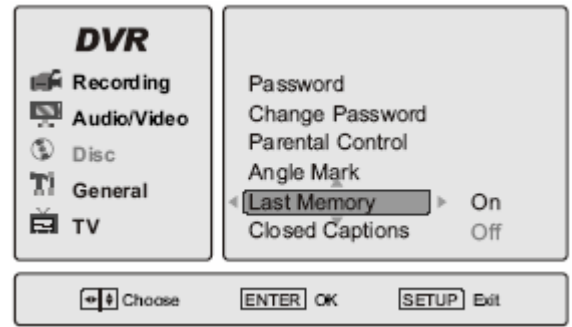 DVR
Recording
Audio/Video
Disc
General
TV
Password
Change Password
Parental Control
Angle Mark
Last Memory On
Closed Captions Off
Choose ENTER OK SETUP Exit